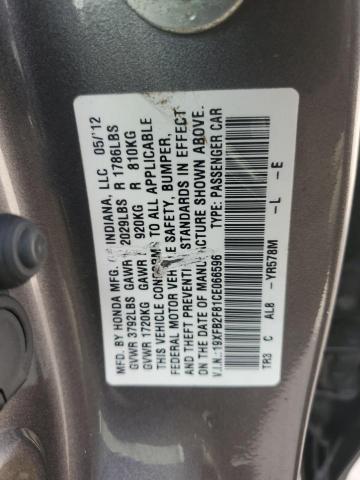 MFG. BY HONDA MFG. INDIANA, LLC 05/'12
GVWR 3792LBS GAWR 2029LBS R 1786LBS
GVWR 1720KG GAWR 920KG R 810KG
THIS VEHICLE CONFORMS TO ALL APPLICABLE
FEDERAL MOTOR VEHICLE SAFETY, BUMPER,
AND THEFT PREVENTION STANDARDS IN EFFECT
ON THE DATE OF MANUFACTURE SHOWN ABOVE.
V.I.N.: 19XFB2F81CE066596 TYPE: PASSENGER CAR
TR3 C AL8 -YR578M -L -E